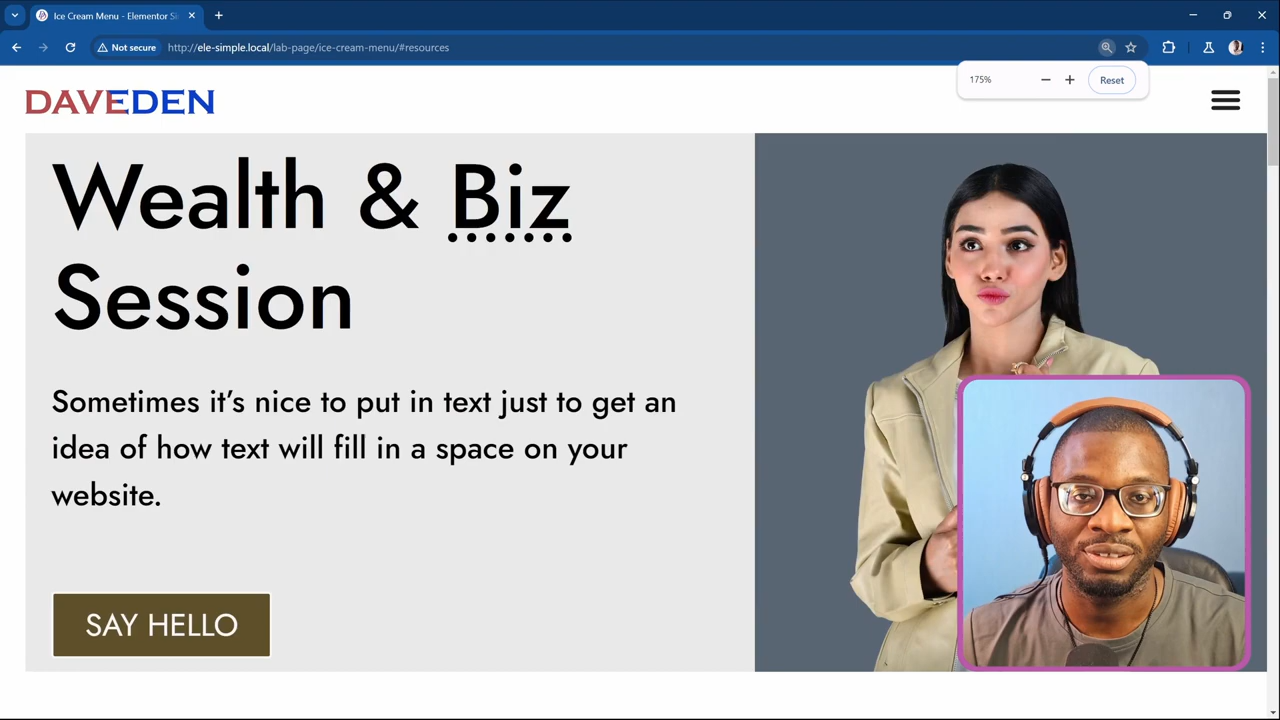 Ice Cream Menu - Elementor Si
Not secure
http://ele-simple.local/lab-page/ice-cream-menu/#resources
175%
Reset
DAVEDEN
Wealth & Biz
Session
Sometimes it’s nice to put in text just to get an
idea of how text will fill in a space on your
website.
SAY HELLO